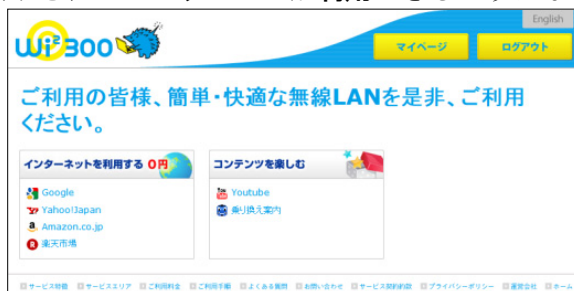 English
Wi²300
マイページ
ログアウト
ご利用の皆様、簡単・快適な無線LANを是非、ご利用
ください。
インターネットを利用する 0円
コンテンツを楽しむ
Google
Yahoo!Japan
Amazon.co.jp
楽天市場
Youtube
乗り換え案内
サービス特徴 サービスエリア ご利用料金 ご利用手順 よくある質問 お問い合わせ サービス契約約款 プライバシーポリシー 運営会社 ホーム